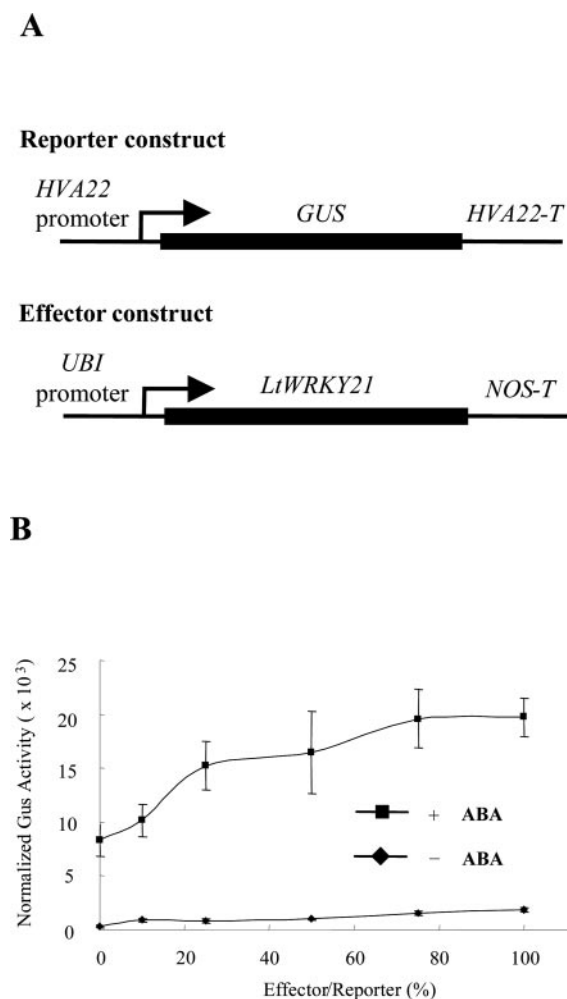 A
Reporter construct
HVA22
promoter
GUS
HVA22-T
Effector construct
UBI
promoter
LtWRKY21
NOS-T
B
Normalized Gus Activity ( x 10³)
25
20
15
10
5
0
+ ABA
− ABA
0 20 40 60 80 100
Effector/Reporter (%)